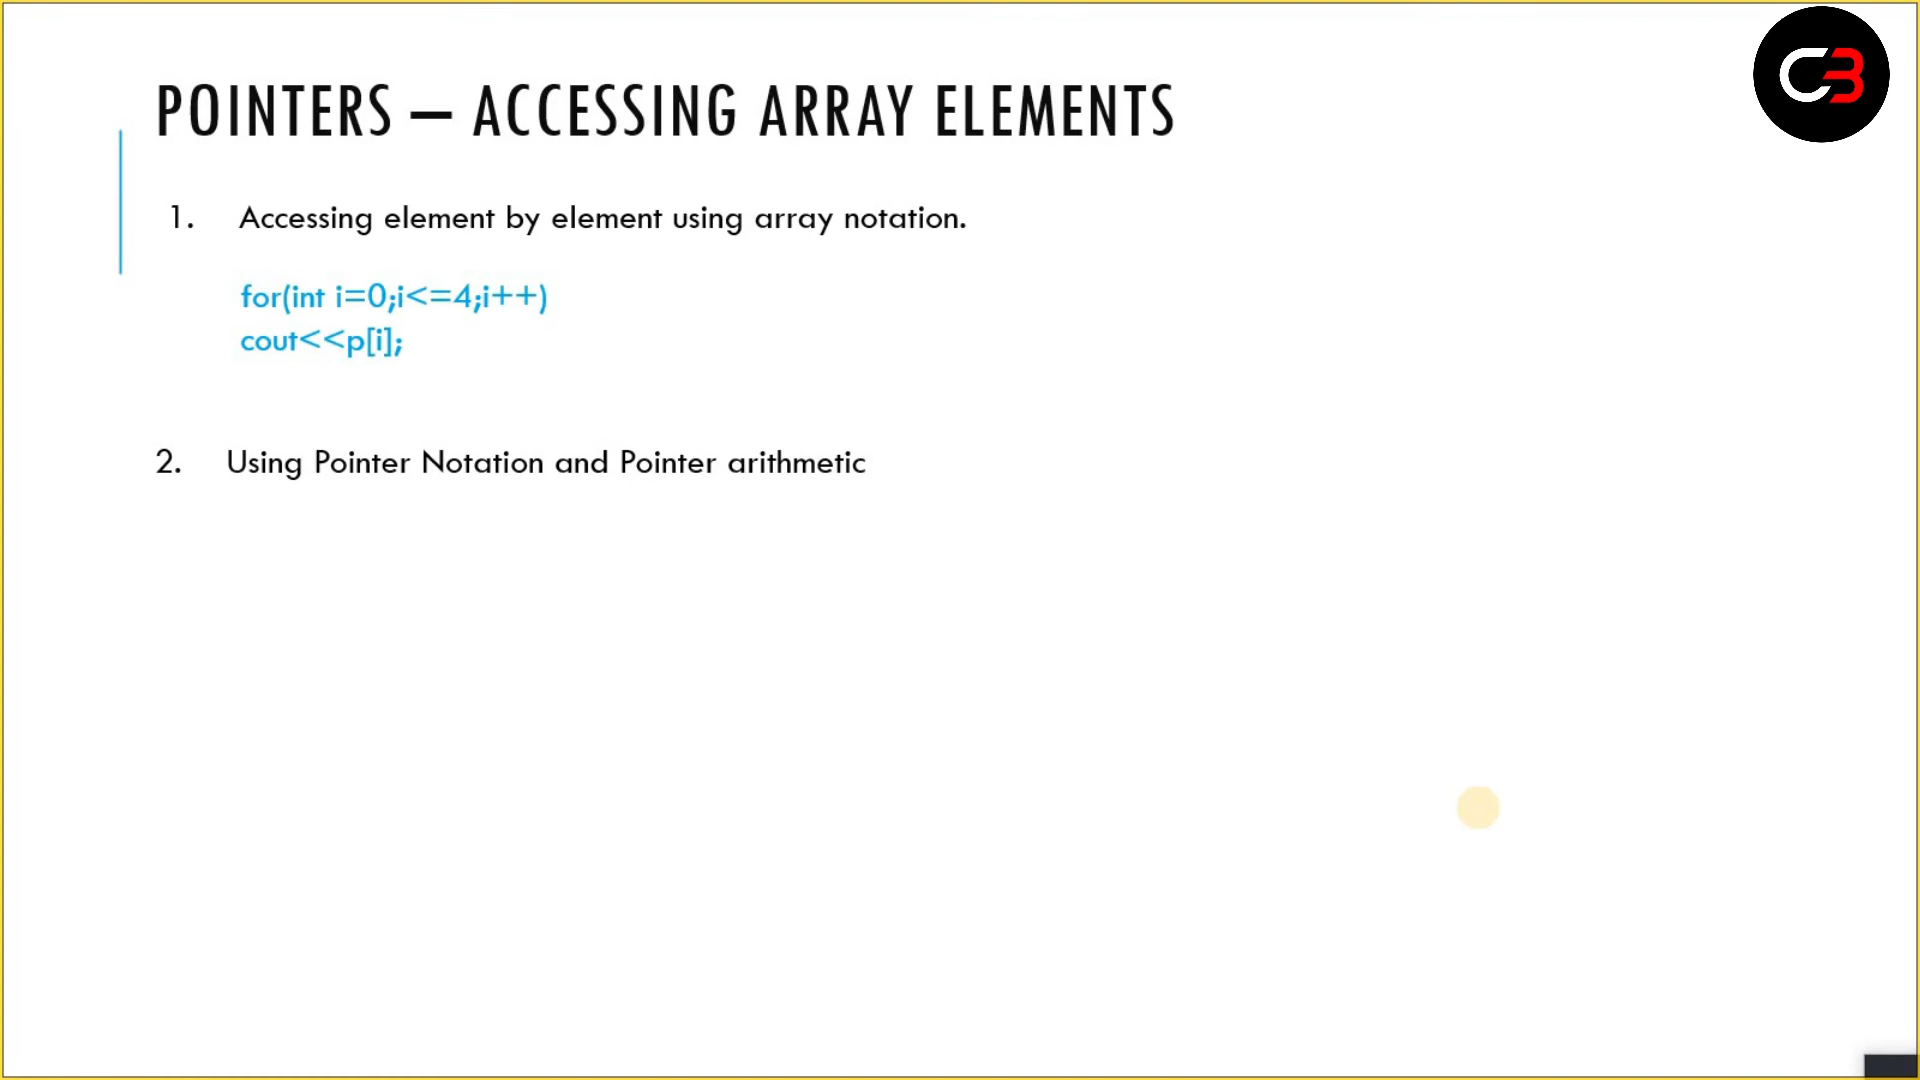 POINTERS – ACCESSING ARRAY ELEMENTS
1. Accessing element by element using array notation.
for(int i=0;i<=4;i++)
cout<<p[i];
2. Using Pointer Notation and Pointer arithmetic
C3